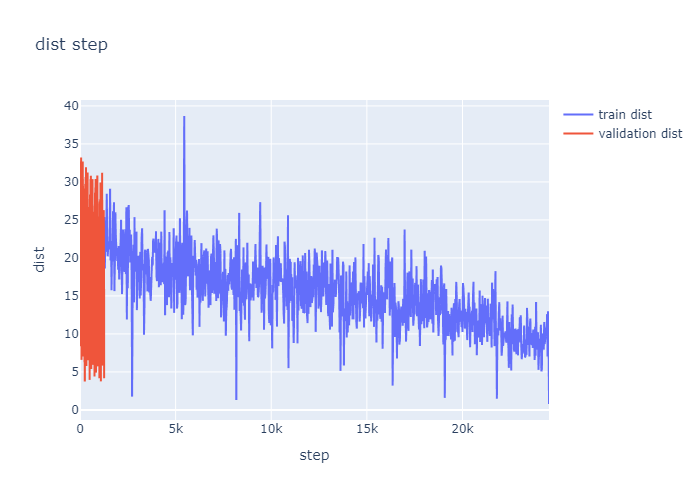 dist step
train dist
validation dist
40
35
30
25
20
15
10
5
0
dist
0
5k
10k
15k
20k
step